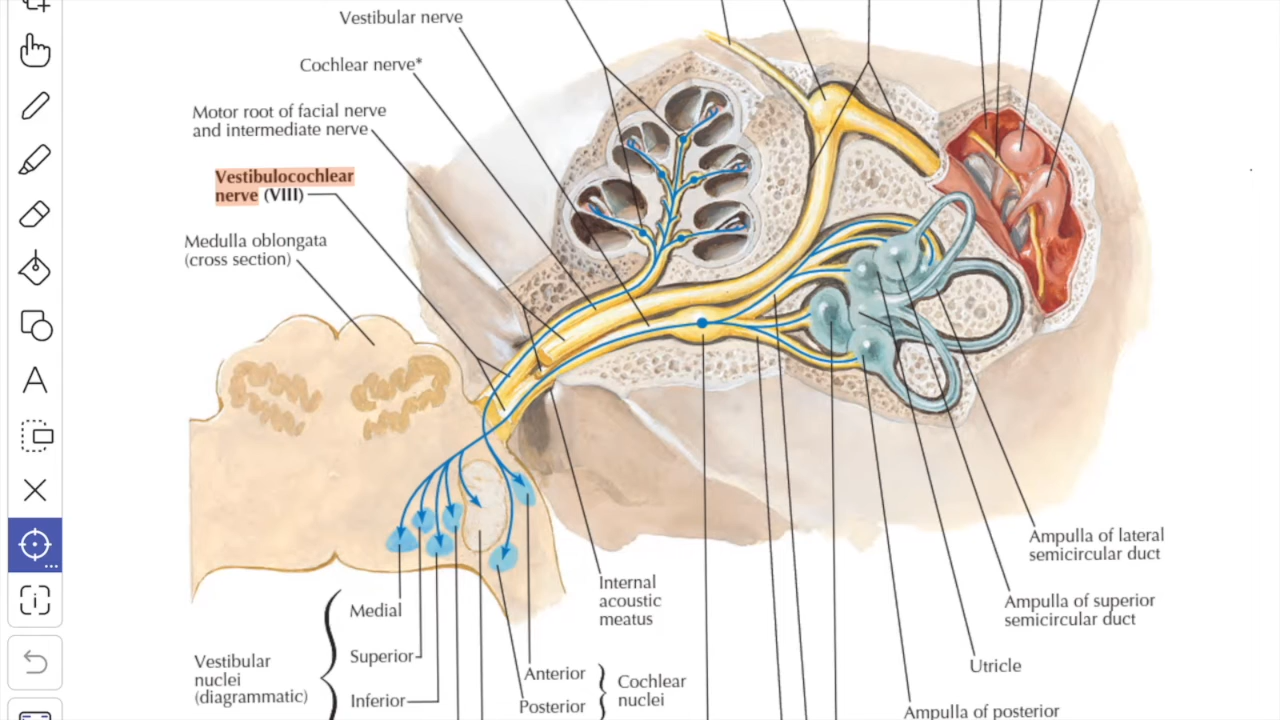 Vestibular nerve
Cochlear nerve*
Motor root of facial nerve
and intermediate nerve
Vestibulocochlear
nerve (VIII)
Medulla oblongata
(cross section)
A
Ampulla of lateral
semicircular duct
Internal
acoustic
meatus
Ampulla of superior
semicircular duct
Medial
Superior
Vestibular
nuclei
(diagrammatic)
Inferior
Anterior
Posterior
Cochlear
nuclei
Utricle
Ampulla of posterior